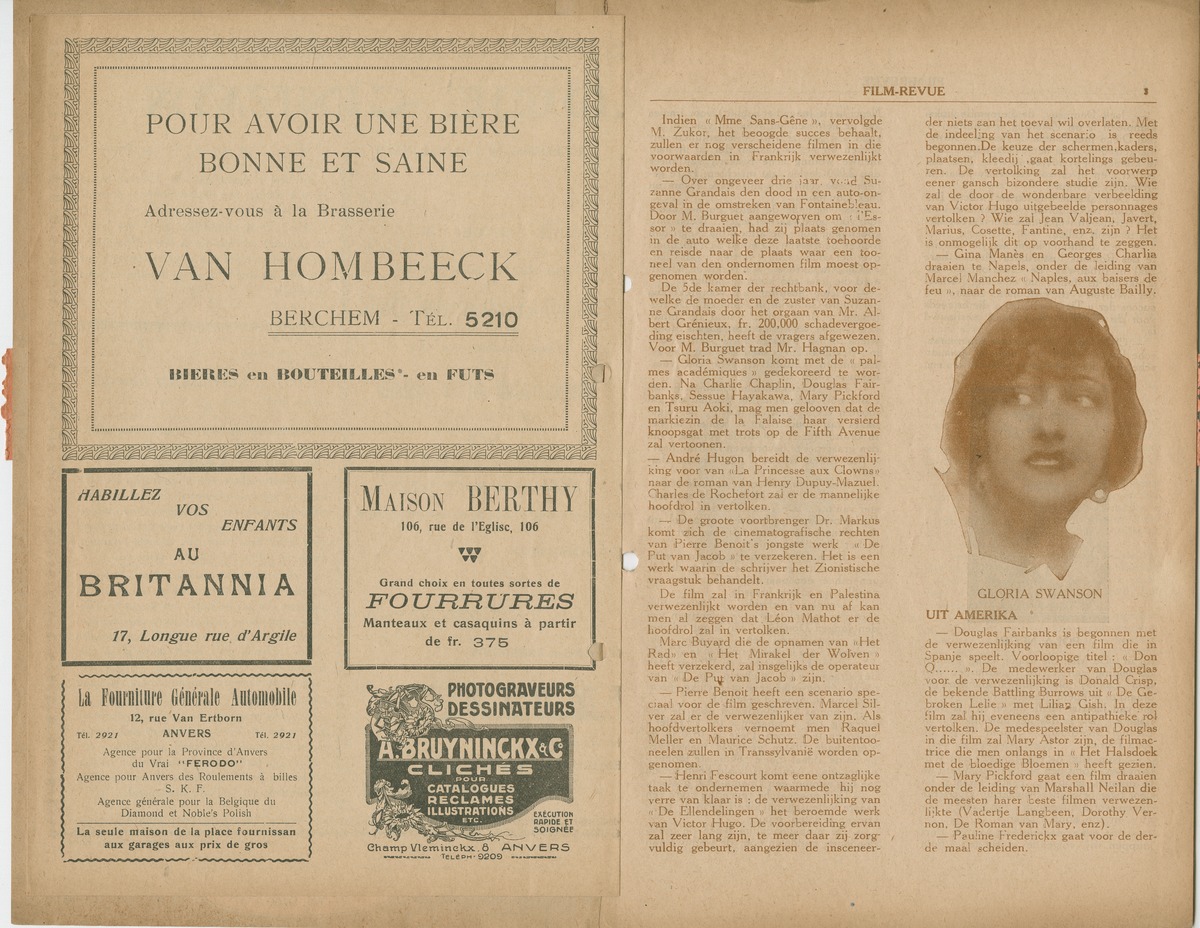 POUR AVOIR UNE BIÈRE
BONNE ET SAINE
Adressez-vous à la Brasserie
VAN HOMBEECK
BERCHEM - TÉL. 5210
BIERES en BOUTEILLES - en FUTS
HABILLEZ
VOS
ENFANTS
AU
BRITANNIA
17, Longue rue d'Argile
MAISON BERTHY
106, rue de l'Eglise, 106
Grand choix en toutes sortes de
FOURRURES
Manteaux et casaquins à partir
de fr. 375
La Fourniture Générale Automobile
12, rue Van Ertborn
Tél. 2921 ANVERS Tél. 2921
Agence pour la Province d'Anvers
du Vrai "FERODO"
Agence pour Anvers des Roulements à billes
S. K. F.
Agence générale pour la Belgique du
Diamond et Noble's Polish
La seule maison de la place fournissan
aux garages aux prix de gros
PHOTOGRAVEURS
DESSINATEURS
A. BRUYNINCKX & Co
CLICHÉS
POUR
CATALOGUES
RECLAMES
ILLUSTRATIONS
ETC.
EXECUTION
RAPIDE ET
SOIGNÉE
Champ Vleminckx. 8 ANVERS
TELÉPH. 9209
FILM-REVUE 3
Indien « Mme Sans-Gêne », vervolgde
M. Zukor, het beoogde succes behaalt,
zullen er nog verscheidene filmen in die
voorwaarden in Frankrijk verwezenlijkt
worden.
— Over ongeveer drie jaar, vond Su-
zanne Grandais den dood in een auto-on-
geval in de omstreken van Fontainebleau.
Door M. Burguet aangeworven om : l'Es-
sor » te draaien, had zij plaats genomen
in de auto welke deze laatste toehoorde
en reisde naar de plaats waar een too-
neel van den ondernomen film moest op-
genomen worden.
De 5de kamer der rechtbank, voor de-
welke de moeder en de zuster van Suzan-
ne Grandais door het orgaan van Mr. Al-
bert Grénieux, fr. 200,000 schadevergoe-
ding eischten, heeft de vragers afgewezen.
Voor M. Burguet trad Mr. Hagnan op.
— Gloria Swanson komt met de « pal-
mes académiques » gedekoreerd te wor-
den. Na Charlie Chaplin, Douglas Fair-
banks, Sessue Hayakawa, Mary Pickford
en Tsuru Aoki, mag men gelooven dat de
markiezin de la Falaise haar versierd
knoopsgat met trots op de Fifth Avenue
zal vertoonen.
— André Hugon bereidt de verwezenlij-
king voor van «La Princesse aux Clowns»
naar de roman van Henry Dupuy-Mazuel.
Charles de Rochefort zal er de mannelijke
hoofdrol in vertolken.
— De groote voortbrenger Dr. Markus
komt zich de cinematografische rechten
van Pierre Benoit's jongste werk « De
Put van Jacob » te verzekeren. Het is een
werk waarin de schrijver het Zionistische
vraagstuk behandelt.
De film zal in Frankrijk en Palestina
verwezenlijkt worden en van nu af kan
men al zeggen dat Léon Mathot er de
hoofdrol zal in vertolken.
Marc Buyard die de opnamen van «Het
Rad» en « Het Mirakel der Wolven »
heeft verzekerd, zal insgelijks de operateur
van « De Put van Jacob » zijn.
— Pierre Benoit heeft een scenario spe-
ciaal voor de film geschreven. Marcel Sil-
ver zal er de verwezenlijker van zijn. Als
hoofdvertolkers vernoemt men Raquel
Meller en Maurice Schutz. De buitentoo-
neelen zullen in Transsylvanië worden op-
genomen.
— Henri Fescourt komt eene ontzaglijke
taak te ondernemen waarmede hij nog
verre van klaar is : de verwezenlijking van
« De Ellendelingen » het beroemde werk
van Victor Hugo. De voorbereiding ervan
zal zeer lang zijn, te meer daar zij zorg-
vuldig gebeurt, aangezien de insceneer-
der niets aan het toeval wil overlaten. Met
de indeeling van het scenario is reeds
begonnen. De keuze der schermen, kaders,
plaatsen, kleedij ,gaat kortelings gebeu-
ren. De vertolking zal het voorwerp
eener gansch bizondere studie zijn. Wie
zal de door de wonderbare verbeelding
van Victor Hugo uitgebeelde personnages
vertolken ? Wie zal Jean Valjean, Javert,
Marius, Cosette, Fantine, enz. zijn ? Het
is onmogelijk dit op voorhand te zeggen.
— Gina Manès en Georges Charlia
draaien te Napels, onder de leiding van
Marcel Manchez « Naples, aux baisers de
feu », naar de roman van Auguste Bailly.
GLORIA SWANSON
UIT AMERIKA
— Douglas Fairbanks is begonnen met
de verwezenlijking van een film die in
Spanje speelt. Voorloopige titel : « Don
Q...... ». De medewerker van Douglas
voor de verwezenlijking is Donald Crisp,
de bekende Battling Burrows uit « De Ge-
broken Lelie » met Lilian Gish. In deze
film zal hij eveneens een antipathieke rol
vertolken. De medespeelster van Douglas
in die film zal Mary Astor zijn, de filmac-
trice die men onlangs in « Het Halsdoek
met de bloedige Bloemen » heeft gezien.
— Mary Pickford gaat een film draaien
onder de leiding van Marshall Neilan die
de meesten harer beste filmen verwezen-
lijkte (Vadertje Langbeen, Dorothy Ver-
non, De Roman van Mary, enz).
— Pauline Frederickx gaat voor de der-
de maal scheiden.